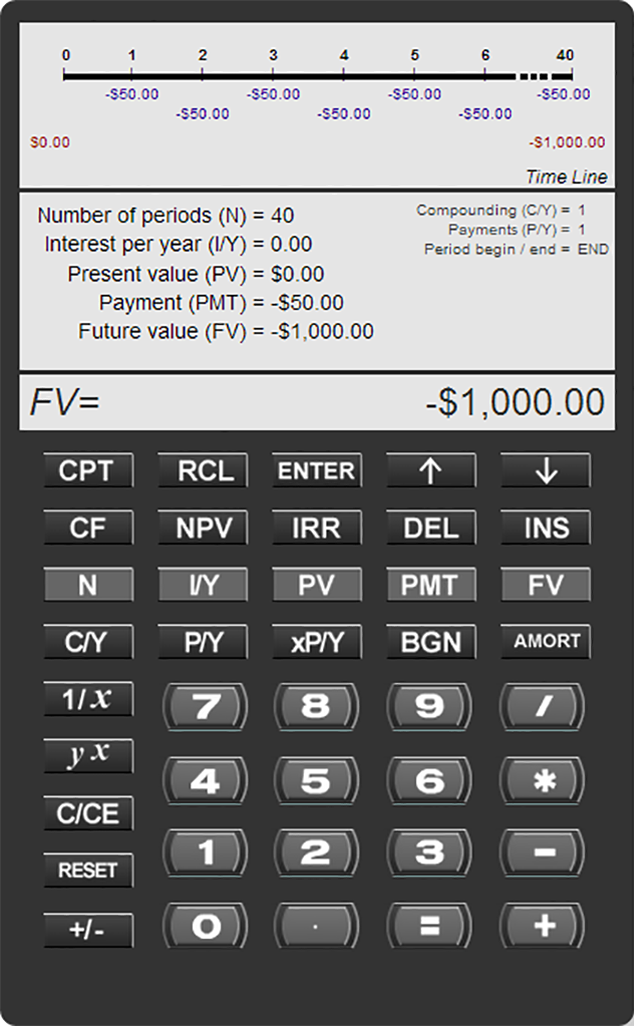 0 1 2 3 4 5 6 40
-$50.00 -$50.00 -$50.00 -$50.00
-$50.00 -$50.00 -$50.00
$0.00 -$1,000.00
Time Line
Number of periods (N) = 40
Interest per year (I/Y) = 0.00
Present value (PV) = $0.00
Payment (PMT) = -$50.00
Future value (FV) = -$1,000.00
Compounding (C/Y) = 1
Payments (P/Y) = 1
Period begin / end = END
FV= -$1,000.00
CPT RCL ENTER ↑ ↓
CF NPV IRR DEL INS
N I/Y PV PMT FV
C/Y P/Y xP/Y BGN AMORT
1/x 7 8 9 /
y x 4 5 6 *
C/CE
RESET 1 2 3 -
+/- 0 . = +